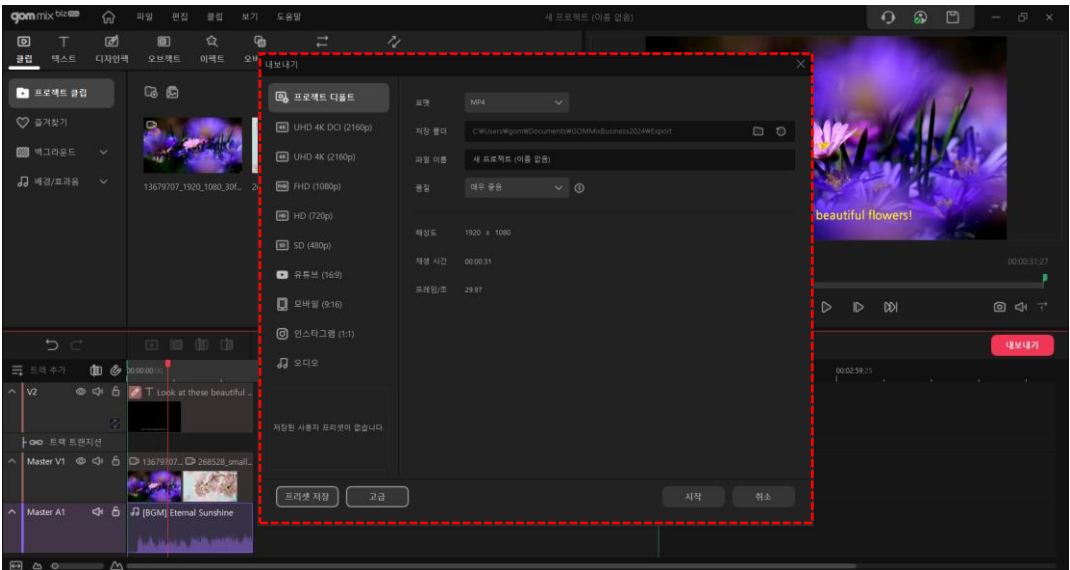 gom mix biz 파일 편집 클립 보기 도움말 새 프로젝트 (이름 없음)
클립 텍스트 디자인팩 오브젝트 이펙트
내보내기
프로젝트 클립
즐겨찾기
백그라운드
배경/효과음
13679707_1920_1080_30f...
프로젝트 디폴트
UHD 4K DCI (2160p)
UHD 4K (2160p)
FHD (1080p)
HD (720p)
SD (480p)
유튜브 (16:9)
모바일 (9:16)
인스타그램 (1:1)
오디오
저장된 사용자 프리셋이 없습니다.
포맷 MP4
저장 폴더 C:₩Users₩gom₩Documents₩GOMMixBusiness2024₩Export
파일 이름 새 프로젝트 (이름 없음)
품질 매우 좋음
해상도 1920 x 1080
재생 시간 00:00:31
프레임/초 29.97
프리셋 저장 고급 시작 취소
beautiful flowers!
00:00:31;27
내보내기
트랙 추가 00:00:00;00 00:02:59;25
V2 T Look at these beautiful ...
트랙 트랜지션
Master V1 13679707_... 268528_small...
Master A1 [BGM] Eternal Sunshine